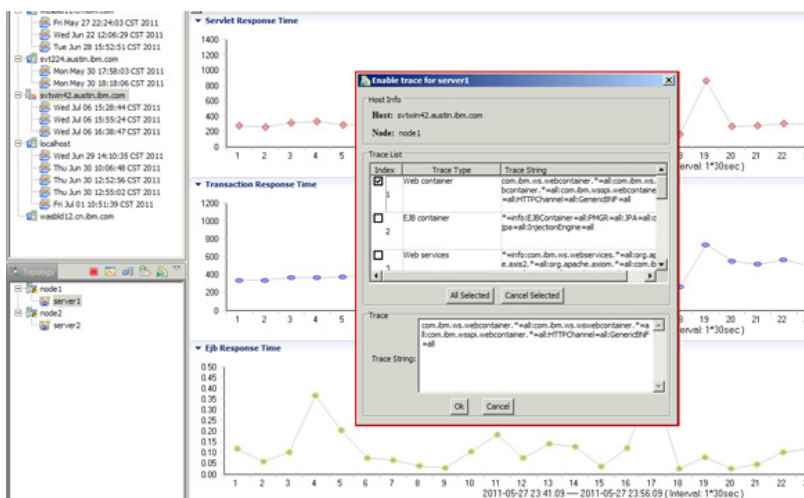 Fri May 27 22:24:03 CST 2011
Wed Jun 22 12:06:29 CST 2011
Tue Jun 28 15:52:51 CST 2011
svt224.austin.ibm.com
Mon May 30 17:58:03 CST 2011
Mon May 30 18:18:06 CST 2011
svtwin42.austin.ibm.com
Wed Jul 06 15:28:44 CST 2011
Wed Jul 06 15:55:24 CST 2011
Wed Jul 06 16:38:47 CST 2011
localhost
Wed Jun 29 14:10:35 CST 2011
Thu Jun 30 10:06:48 CST 2011
Thu Jun 30 12:52:56 CST 2011
Thu Jun 30 12:55:02 CST 2011
Fri Jul 01 10:51:39 CST 2011
wasbld12.cn.ibm.com
Topology
node1
server1
node2
server2
Servlet Response Time
1400
1200
1000
800
600
400
200
0
1 2 3 4 5 18 19 20 21 22
Interval: 1*30sec )
Transaction Response Time
1200
1000
800
600
400
200
0
1 2 3 4 5 18 19 20 21 22
Interval: 1*30sec )
Ejb Response Time
0.50
0.45
0.40
0.35
0.30
0.25
0.20
0.15
0.10
0.05
0.00
1 2 3 4 5 6 7 8 9 10 11 12 13 14 15 16 17 18 19 20 21 22
2011-05-27 23:41:09 ---- 2011-05-27 23:56:09 ( Interval: 1*30sec )
Enable trace for server1
Host Info
Host: svtwin42.austin.ibm.com
Node: node1
Trace List
Index Trace Type Trace String
1 Web container com.ibm.ws.webcontainer.*=all:com.ibm.ws.
bcontainer.*=all:com.ibm.wsspi.webcontaine
=all:HTTPChannel=all:GenericBNF=all
2 EJB container *=info:EJBContainer=all:PMGR=all:JPA=all:
jpa=all:InjectionEngine=all
3 Web services *=info:com.ibm.ws.webservices.*=all:org.ap
e.axis2.*=all:org.apache.axiom.*=all:com.ib
All Selected Cancel Selected
Trace
Trace String:
com.ibm.ws.webcontainer.*=all:com.ibm.ws.wswebcontainer.*=a
ll:com.ibm.wsspi.webcontainer.*=all:HTTPChannel=all:GenericBNF
=all
Ok Cancel